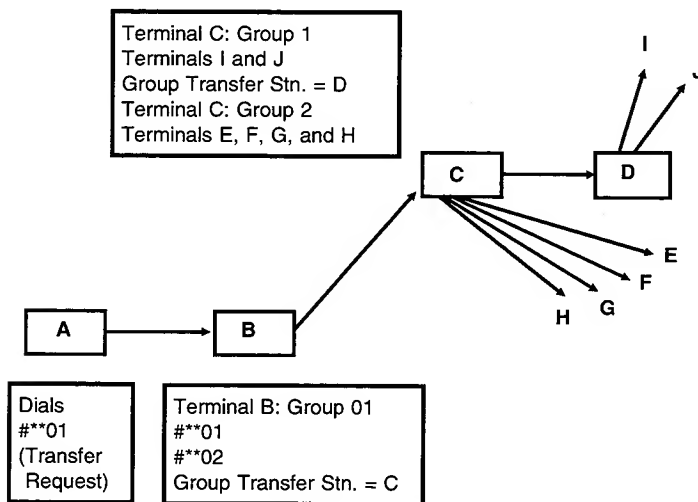 Terminal C: Group 1
Terminals I and J
Group Transfer Stn. = D
Terminal C: Group 2
Terminals E, F, G, and H
I
J
C
D
E
F
G
H
A
B
Dials
#**01
(Transfer
Request)
Terminal B: Group 01
#**01
#**02
Group Transfer Stn. = C